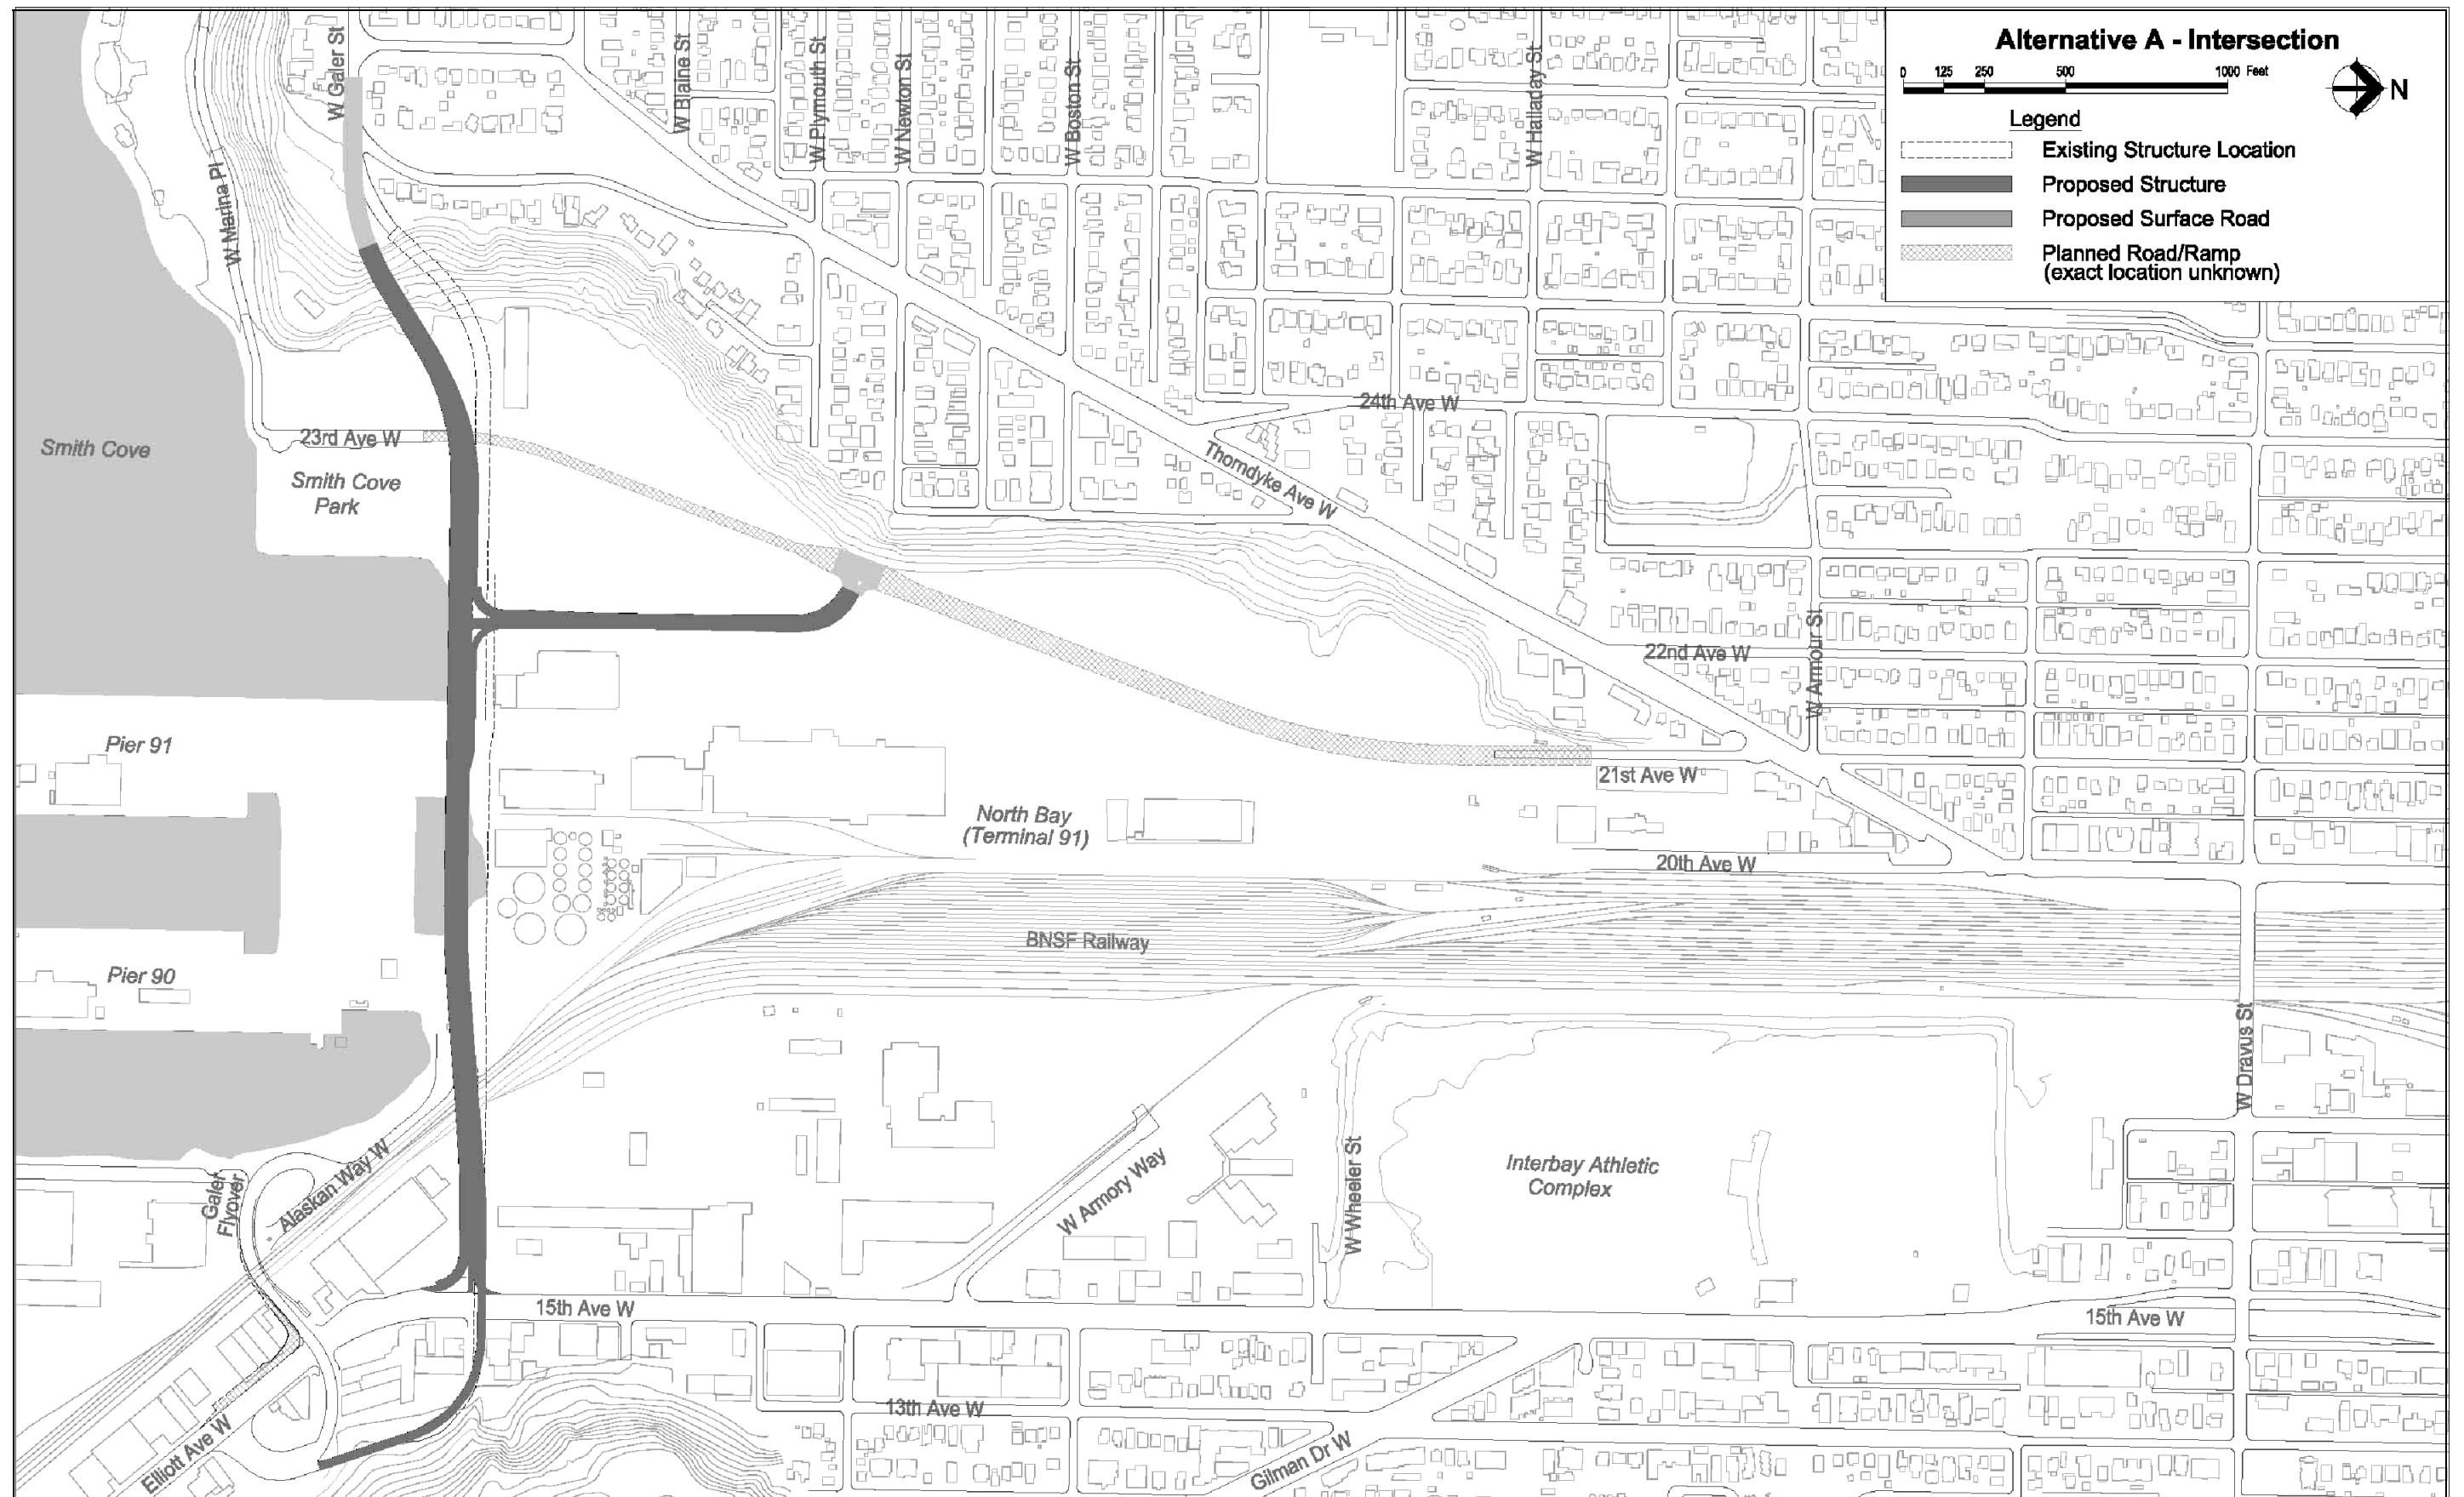 Alternative A - Intersection
0 125 250 500 1000 Feet
N
Legend
Existing Structure Location
Proposed Structure
Proposed Surface Road
Planned Road/Ramp
(exact location unknown)
W Galer St
W Blaine St
W Plymouth St
W Newton St
W Boston St
W Halladay St
W Marina Pl
24th Ave W
Smith Cove
23rd Ave W
Smith Cove
Park
Thorndyke Ave W
22nd Ave W
W Armour St
Pier 91
21st Ave W
North Bay
(Terminal 91)
20th Ave W
BNSF Railway
Pier 90
W Dravus St
Galer
Flyover
Alaskan Way W
W Armory Way
W Wheeler St
Interbay Athletic
Complex
15th Ave W
15th Ave W
13th Ave W
Elliott Ave W
Gilman Dr W